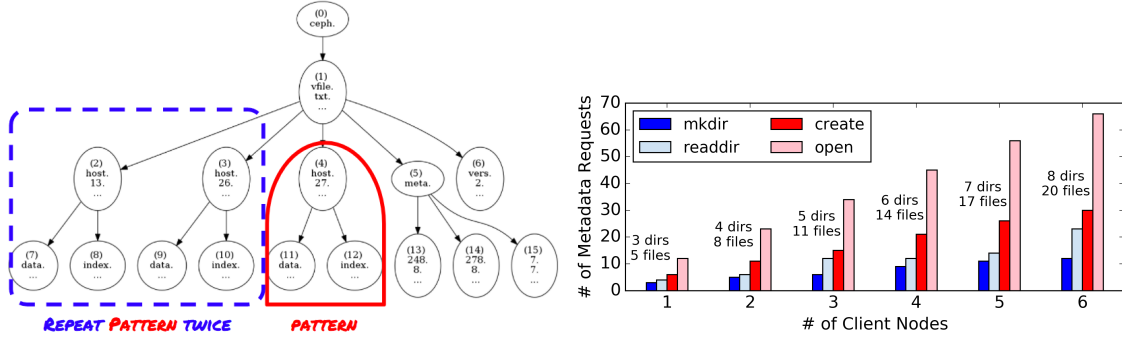 (0)
ceph.
(1)
vfile.
txt.
...
(2)
host.
13.
...
(3)
host.
26.
...
(4)
host.
27.
...
(5)
meta.
(6)
vers.
2.
...
(7)
data.
...
(8)
index.
...
(9)
data.
...
(10)
index.
...
(11)
data.
...
(12)
index.
...
(13)
248.
8.
...
(14)
278.
8.
...
(15)
7.
7.
...
REPEAT PATTERN TWICE
PATTERN
# of Metadata Requests
70
60
50
40
30
20
10
0
mkdir
readdir
create
open
3 dirs
5 files
4 dirs
8 files
5 dirs
11 files
6 dirs
14 files
7 dirs
17 files
8 dirs
20 files
1 2 3 4 5 6
# of Client Nodes